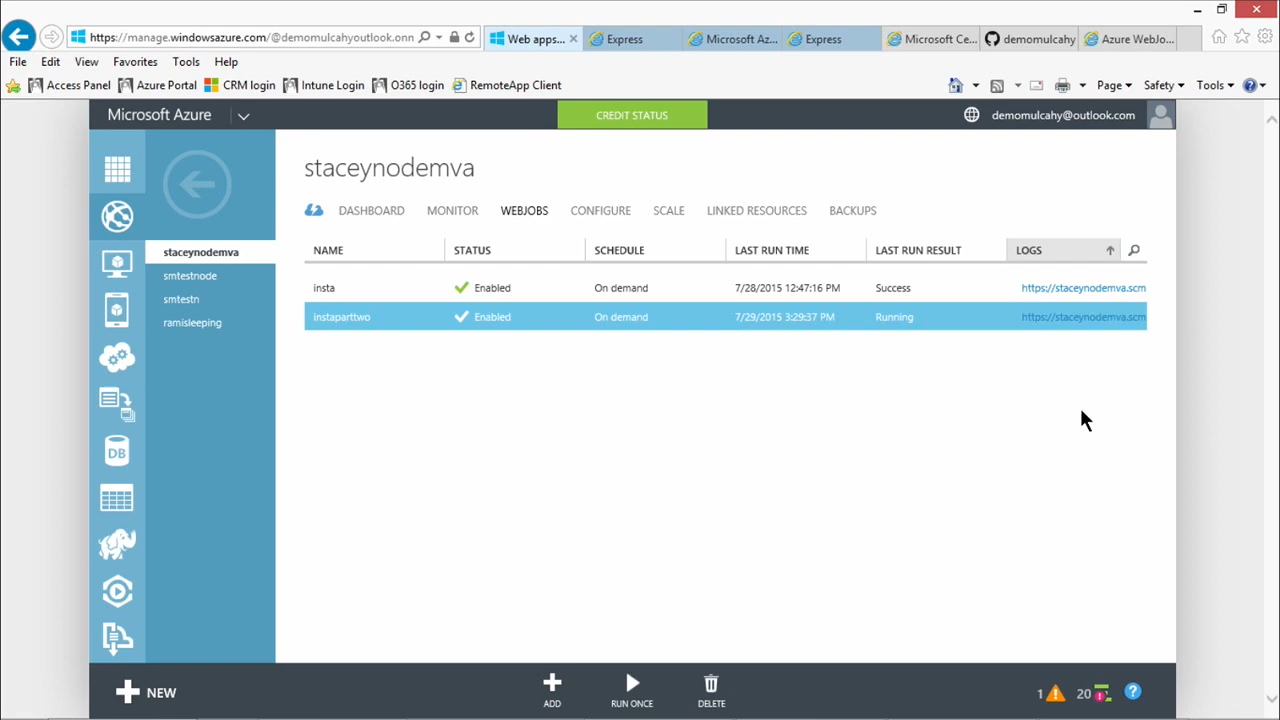 https://manage.windowsazure.com/@demomulcahyoutlook.onn
Web apps...
Express
Microsoft Az...
Express
Microsoft Ce...
demomulcahy
Azure WebJo...
File Edit View Favorites Tools Help
Access Panel Azure Portal CRM login Intune Login O365 login RemoteApp Client Page Safety Tools
Microsoft Azure CREDIT STATUS demomulcahy@outlook.com
staceynodemva
DASHBOARD MONITOR WEBJOBS CONFIGURE SCALE LINKED RESOURCES BACKUPS
staceynodemva
smtestnode
smtestn
ramisleeping
NAME STATUS SCHEDULE LAST RUN TIME LAST RUN RESULT LOGS
insta Enabled On demand 7/28/2015 12:47:16 PM Success https://staceynodemva.scm
instaparttwo Enabled On demand 7/29/2015 3:29:37 PM Running https://staceynodemva.scm
DB
NEW
ADD
RUN ONCE
DELETE
1 20 ?